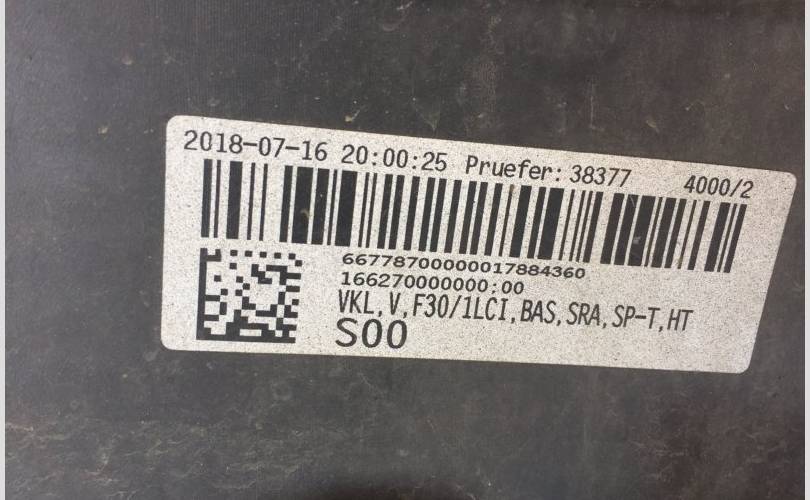 2018-07-16 20:00:25 Pruefer: 38377 4000/2
66778700000017884360
166270000000:00
VKL,V,F30/1LCI,BAS,SRA,SP-T,HT
S00